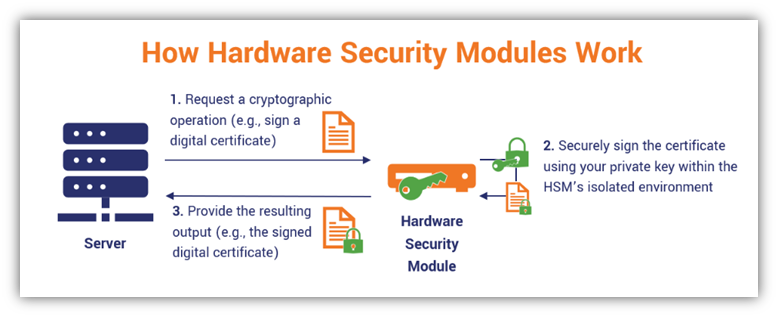 How Hardware Security Modules Work
1. Request a cryptographic
operation (e.g., sign a
digital certificate)
2. Securely sign the certificate
using your private key within the
HSM's isolated environment
3. Provide the resulting
output (e.g., the signed
digital certificate)
Server
Hardware
Security
Module